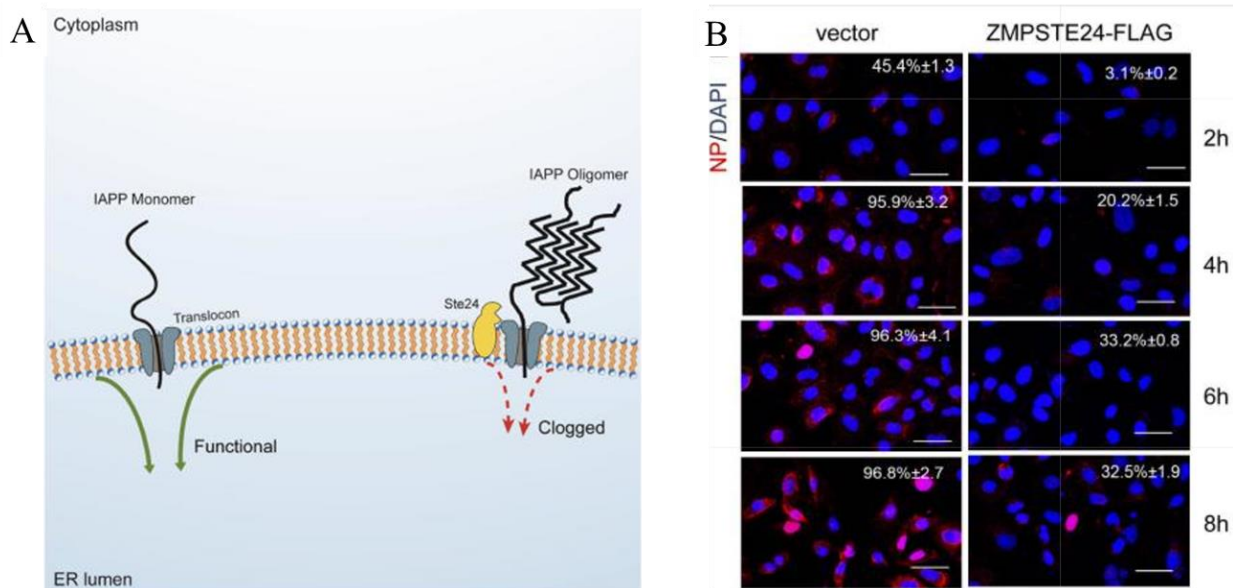 A
Cytoplasm
IAPP Monomer
Translocon
Functional
IAPP Oligomer
Ste24
Clogged
ER lumen
B
vector
ZMPSTE24-FLAG
NP/DAPI
45.4%±1.3
3.1%±0.2
2h
95.9%±3.2
20.2%±1.5
4h
96.3%±4.1
33.2%±0.8
6h
96.8%±2.7
32.5%±1.9
8h